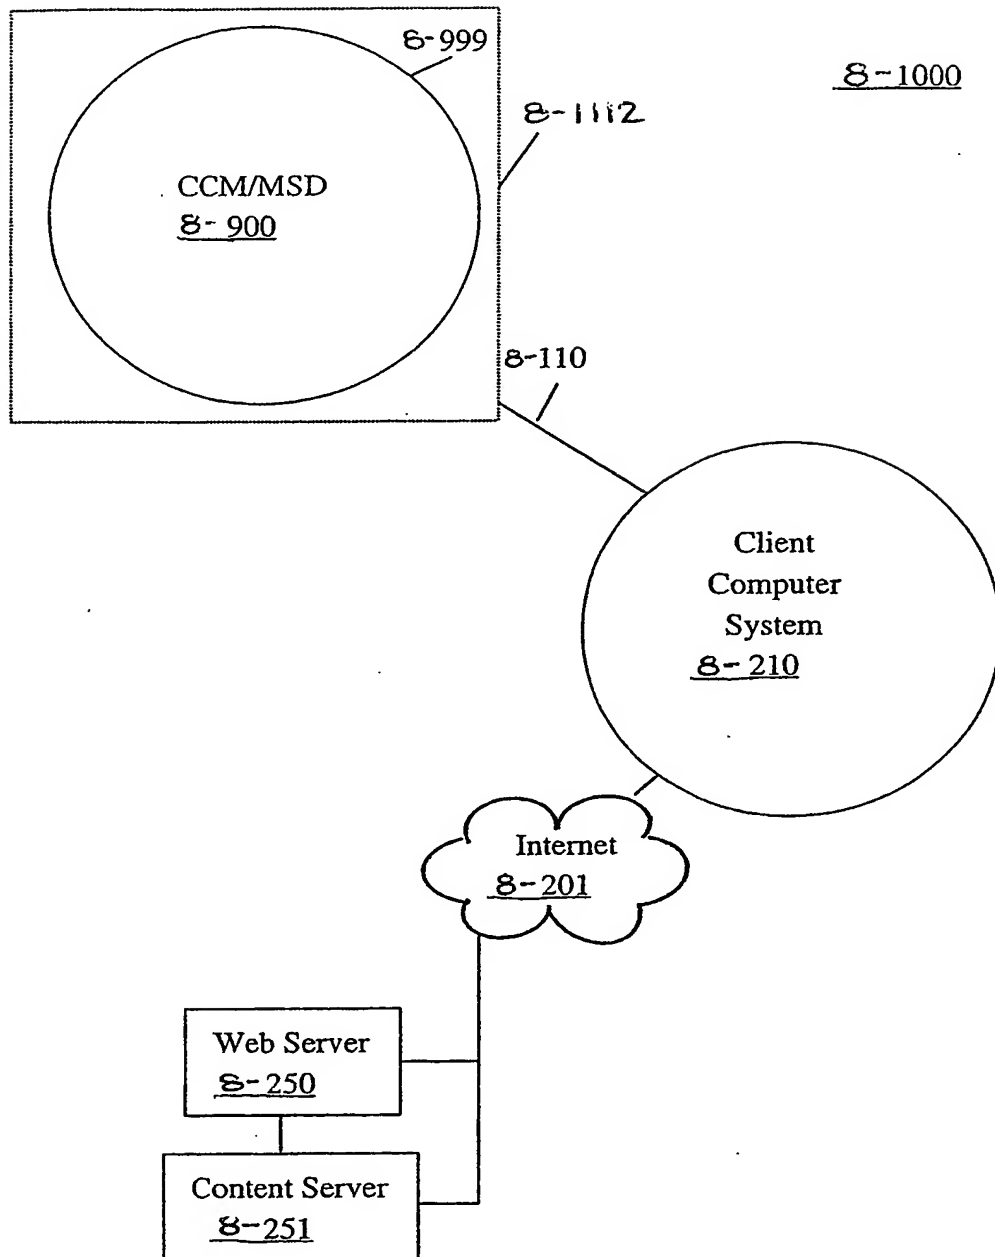 8-999
8-1000
8-1112
CCM/MSD
8-900
8-110
Client
Computer
System
8-210
Internet
8-201
Web Server
8-250
Content Server
8-251